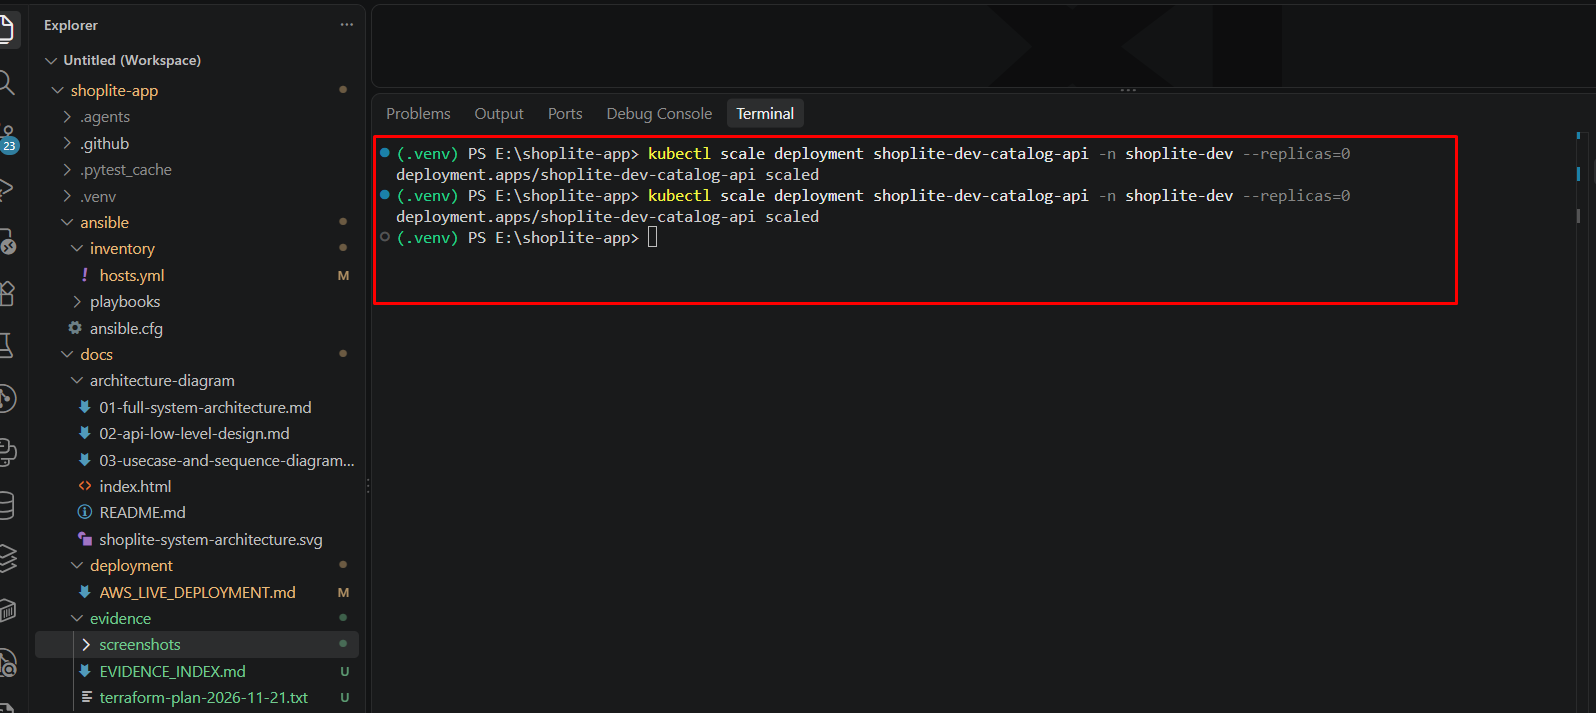 Explorer
Untitled (Workspace)
shoplite-app
.agents
.github
.pytest_cache
.venv
ansible
inventory
hosts.yml M
playbooks
ansible.cfg
docs
architecture-diagram
01-full-system-architecture.md
02-api-low-level-design.md
03-usecase-and-sequence-diagram...
index.html
README.md
shoplite-system-architecture.svg
deployment
AWS_LIVE_DEPLOYMENT.md M
evidence
screenshots
EVIDENCE_INDEX.md U
terraform-plan-2026-11-21.txt U
23
Problems Output Ports Debug Console Terminal
(.venv) PS E:\shoplite-app> kubectl scale deployment shoplite-dev-catalog-api -n shoplite-dev --replicas=0
deployment.apps/shoplite-dev-catalog-api scaled
(.venv) PS E:\shoplite-app> kubectl scale deployment shoplite-dev-catalog-api -n shoplite-dev --replicas=0
deployment.apps/shoplite-dev-catalog-api scaled
(.venv) PS E:\shoplite-app>